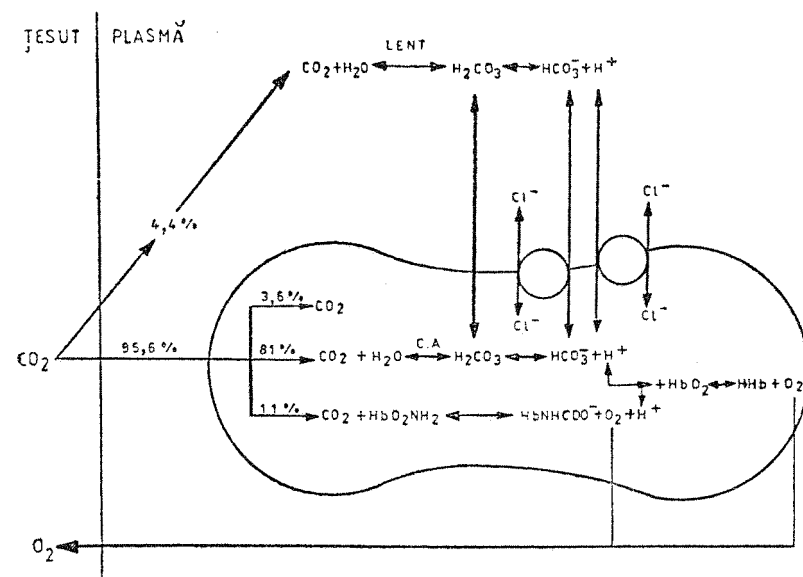 ȚESUT PLASMĂ
LENT
CO₂+H₂O H₂CO₃ HCO₃⁻+H⁺
Cl⁻ Cl⁻
4,4%
3,6% CO₂
Cl⁻ Cl⁻
C.A
CO₂ 95,6% 81% CO₂ + H₂O H₂CO₃ HCO₃⁻+ H⁺
+HbO₂ HHb+O₂
11% CO₂+HbO₂NH₂ HbNHCOO⁻+O₂+H⁺
O₂